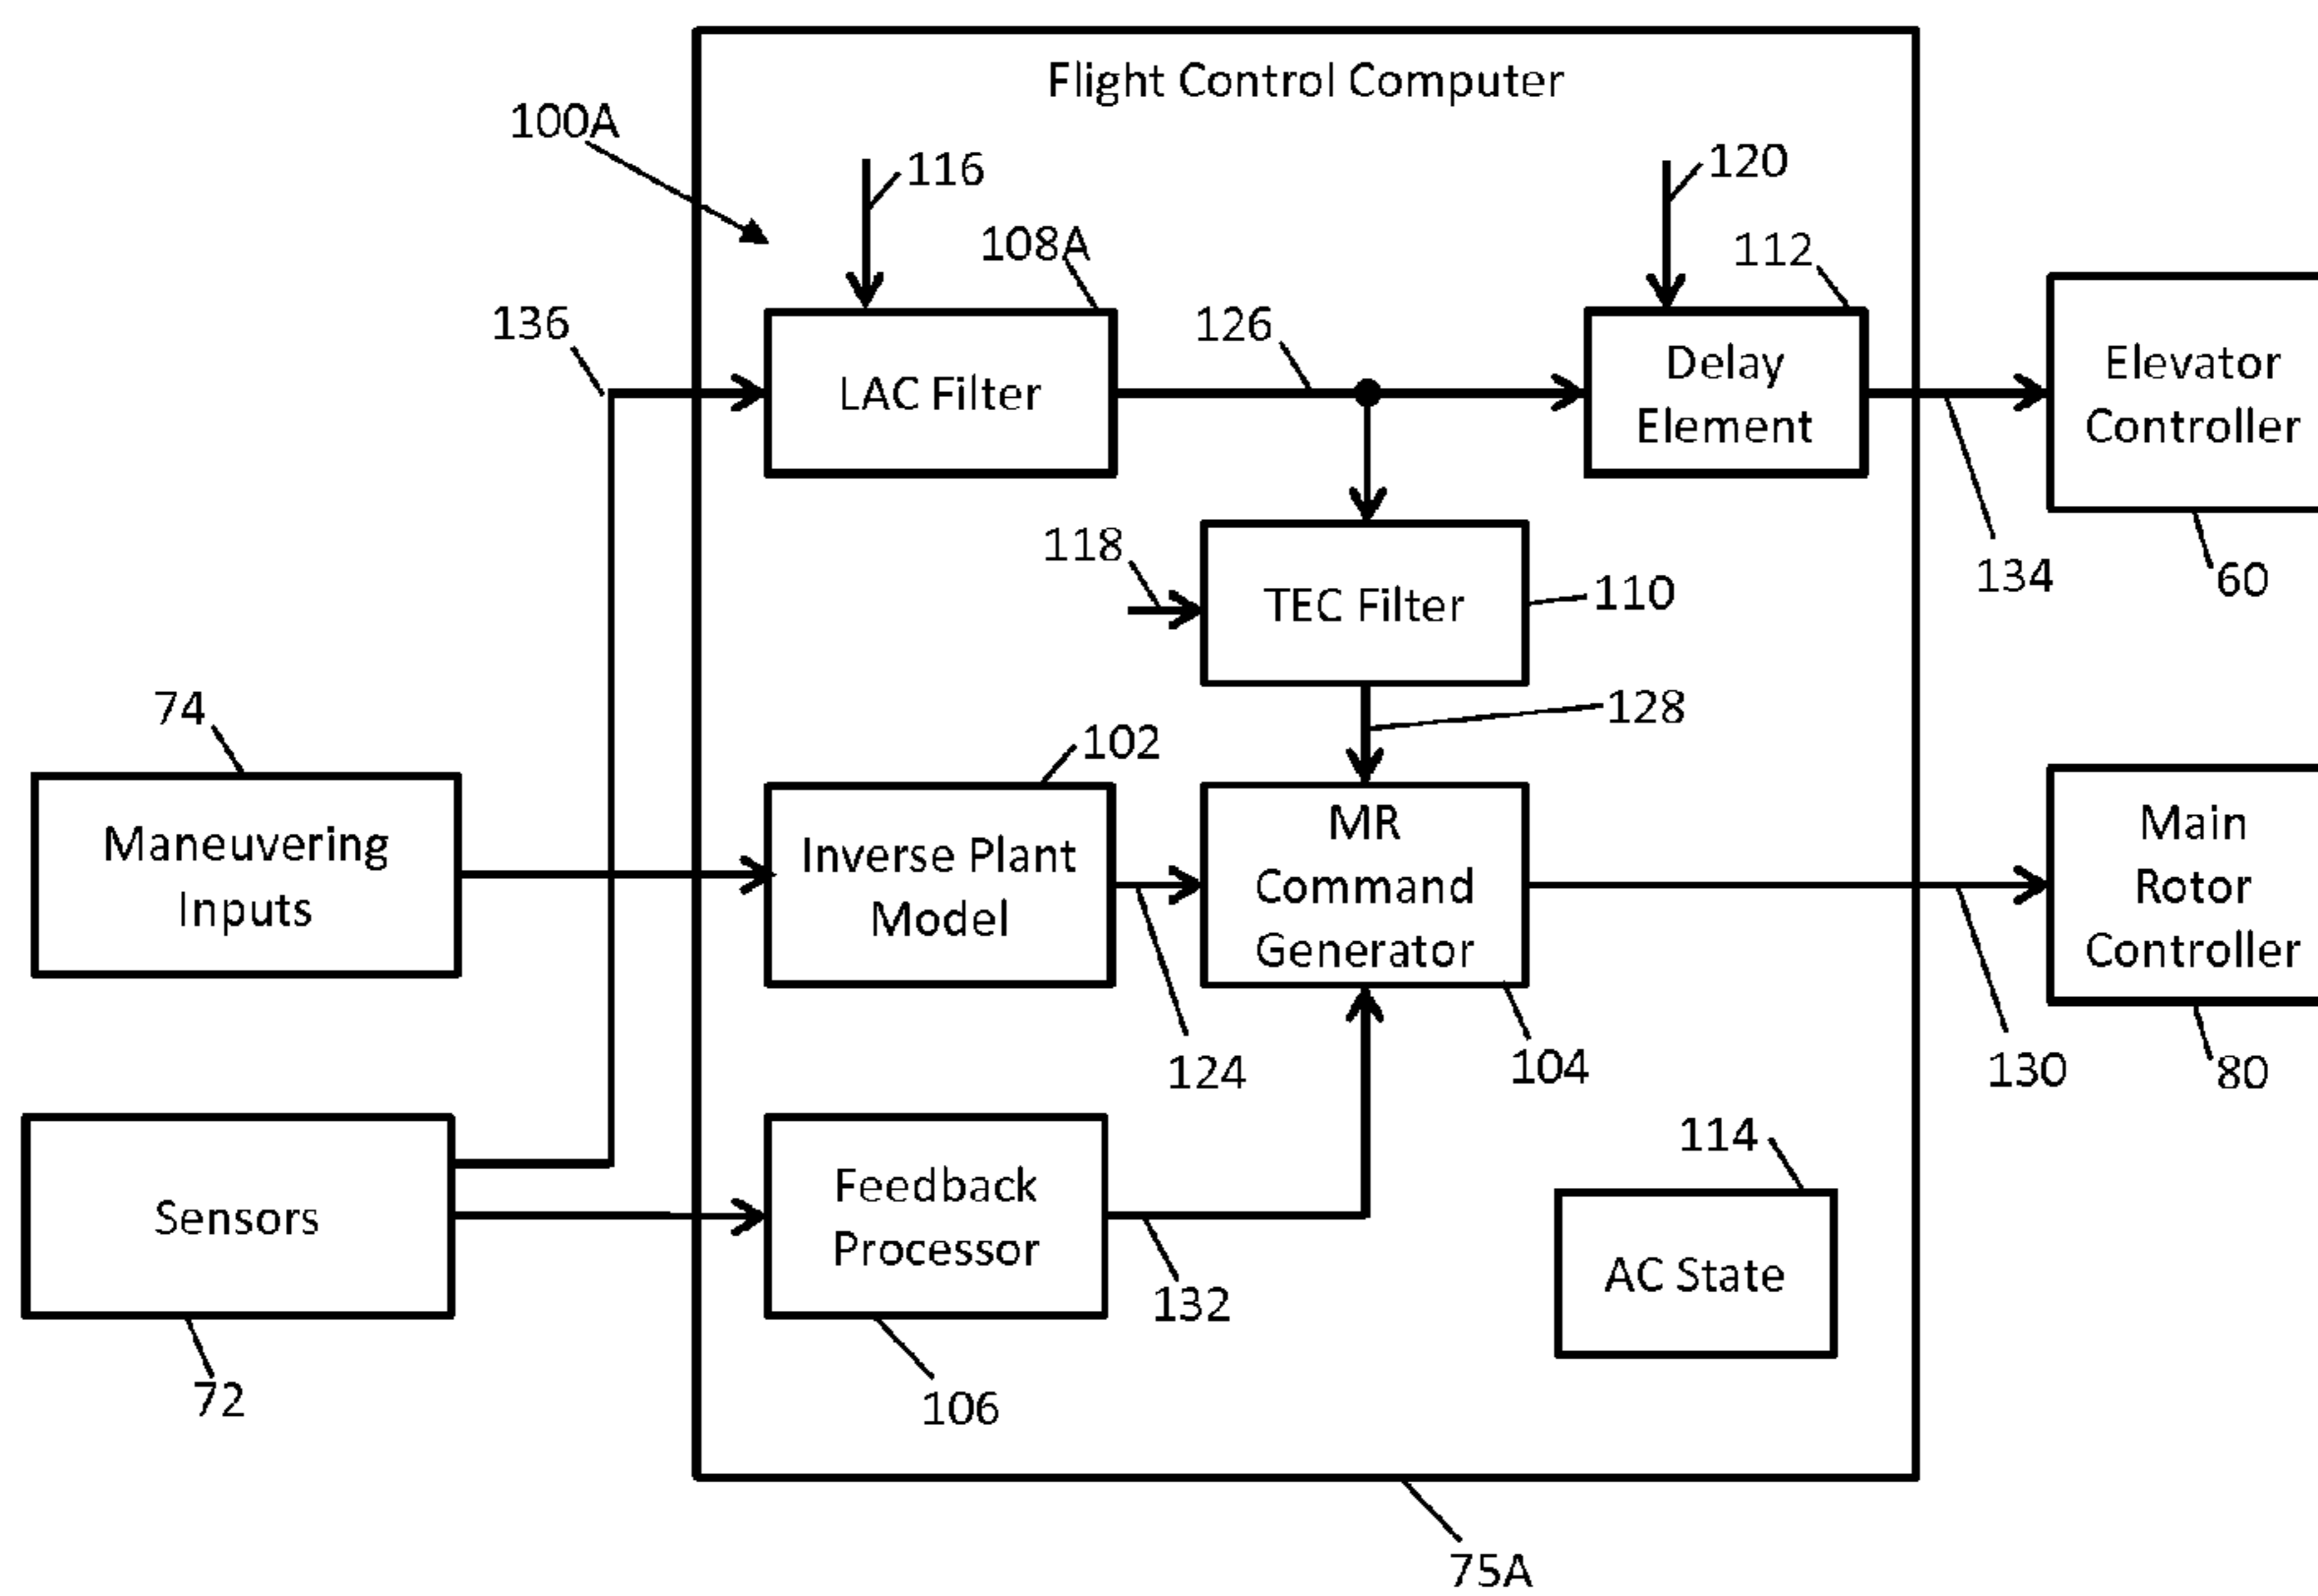 Flight Control Computer
100A
116
120
108A
112
136
126
LAC Filter
Delay
Element
Elevator
Controller
118
TEC Filter
110
134
60
74
128
102
Maneuvering
Inputs
Inverse Plant
Model
MR
Command
Generator
Main
Rotor
Controller
124
104
130
80
114
Sensors
Feedback
Processor
AC State
132
72
106
75A